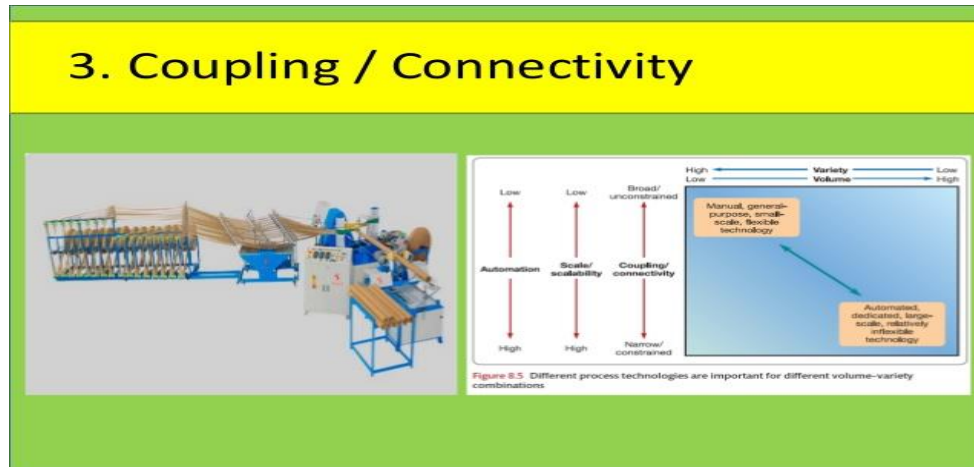 3. Coupling / Connectivity
High Variety Low
Low Volume High
Low Low Broad/
unconstrained
Manual, general-
purpose, small-
scale, flexible
technology
Automation Scale/
scalability Coupling/
connectivity
Automated,
dedicated, large-
scale, relatively
inflexible
technology
High High Narrow/
constrained
Figure 8.5 Different process technologies are important for different volume–variety
combinations